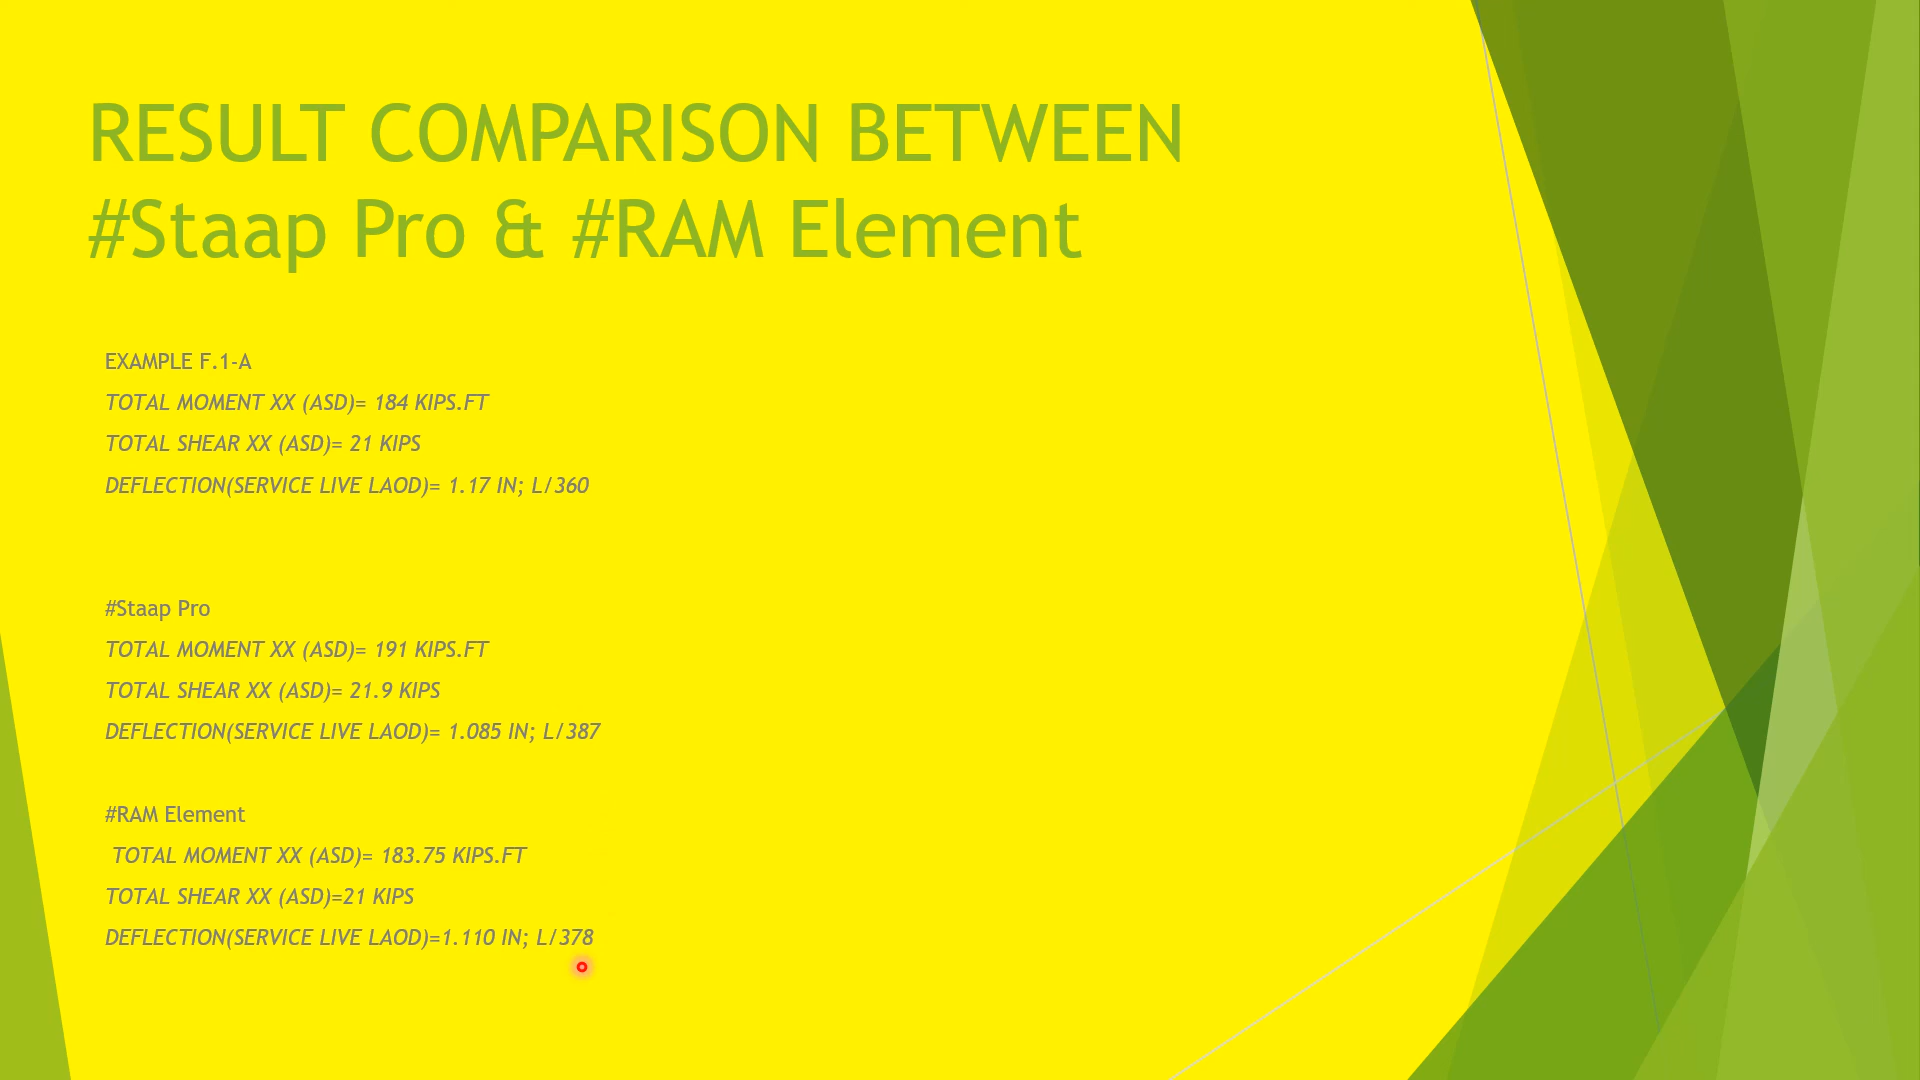 RESULT COMPARISON BETWEEN
#Staap Pro & #RAM Element
EXAMPLE F.1-A
TOTAL MOMENT XX (ASD)= 184 KIPS.FT
TOTAL SHEAR XX (ASD)= 21 KIPS
DEFLECTION(SERVICE LIVE LAOD)= 1.17 IN; L/360
#Staap Pro
TOTAL MOMENT XX (ASD)= 191 KIPS.FT
TOTAL SHEAR XX (ASD)= 21.9 KIPS
DEFLECTION(SERVICE LIVE LAOD)= 1.085 IN; L/387
#RAM Element
TOTAL MOMENT XX (ASD)= 183.75 KIPS.FT
TOTAL SHEAR XX (ASD)=21 KIPS
DEFLECTION(SERVICE LIVE LAOD)=1.110 IN; L/378